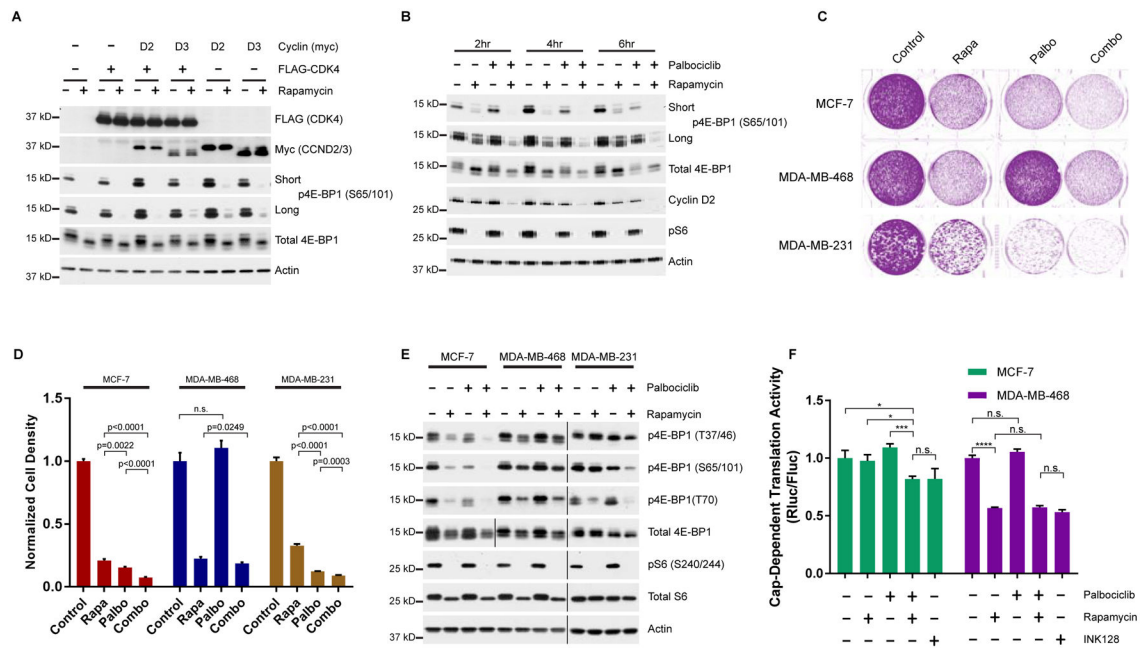 A
– – D2 D3 D2 D3 Cyclin (myc)
– + + + – – FLAG-CDK4
– + – + – + – + – + – + Rapamycin
37 kD FLAG (CDK4)
37 kD Myc (CCND2/3)
15 kD Short
p4E-BP1 (S65/101)
15 kD Long
15 kD Total 4E-BP1
37 kD Actin
B
2hr 4hr 6hr
– – + + – – + + – – + + Palbociclib
– + – + – + – + – + – + Rapamycin
15 kD Short
p4E-BP1 (S65/101)
15 kD Long
15 kD Total 4E-BP1
37 kD Cyclin D2
25 kD pS6
37 kD Actin
C
Control Rapa Palbo Combo
MCF-7
MDA-MB-468
MDA-MB-231
D
MCF-7 MDA-MB-468 MDA-MB-231
n.s.
p<0.0001 p=0.0249 p<0.0001
p=0.0022 p<0.0001
p<0.0001 p=0.0003
Normalized Cell Density
1.5
1.0
0.5
0.0
Control Rapa Palbo Combo Control Rapa Palbo Combo Control Rapa Palbo Combo
E
MCF-7 MDA-MB-468 MDA-MB-231
– – + + – – + + – – + + Palbociclib
– + – + – + – + – + – + Rapamycin
15 kD p4E-BP1 (T37/46)
15 kD p4E-BP1 (S65/101)
15 kD p4E-BP1(T70)
15 kD Total 4E-BP1
25 kD pS6 (S240/244)
25 kD Total S6
37 kD Actin
F
MCF-7
MDA-MB-468
Cap-Dependent Translation Activity
(Rluc/Fluc)
* n.s.
* n.s.
*** ****
n.s. n.s.
1.5
1.0
0.5
0.0
– – + + – – – + + – Palbociclib
– + – + – – + – + – Rapamycin
– – – – + – – – – + INK128